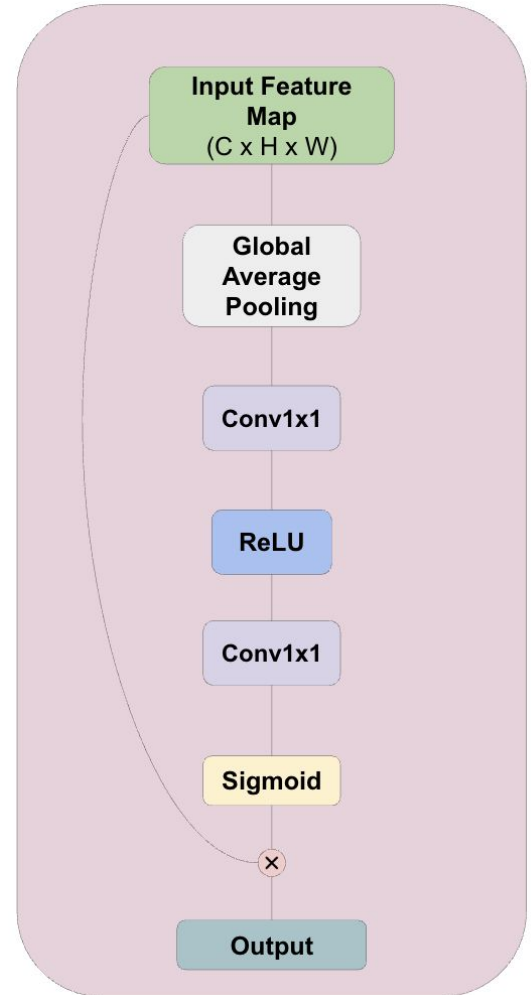 Input Feature
Map
(C x H x W)
Global
Average
Pooling
Conv1x1
ReLU
Conv1x1
Sigmoid
×
Output